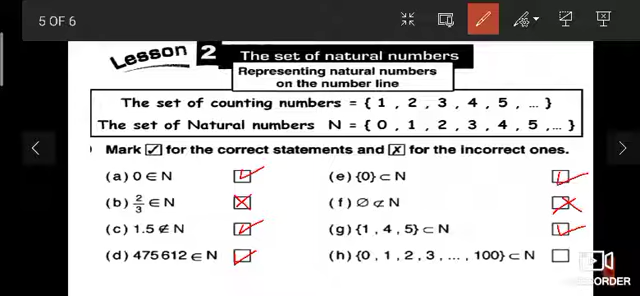 5 OF 6
Lesson 2 The set of natural numbers
Representing natural numbers
on the number line
The set of counting numbers = { 1 , 2 , 3 , 4 , 5 , ... }
The set of Natural numbers N = { 0 , 1 , 2 , 3 , 4 , 5 , ... }
Mark ✓ for the correct statements and ✗ for the incorrect ones.
(a) 0 ∈ N ✓
(b) 2/3 ∈ N ✗
(c) 1.5 ∉ N ✓
(d) 475 612 ∈ N ✓
(e) {0} ⊂ N ✓
(f) ∅ ⊄ N ✗
(g) {1, 4, 5} ⊂ N ✓
(h) {0, 1, 2, 3, ..., 100} ⊂ N
RECORDER